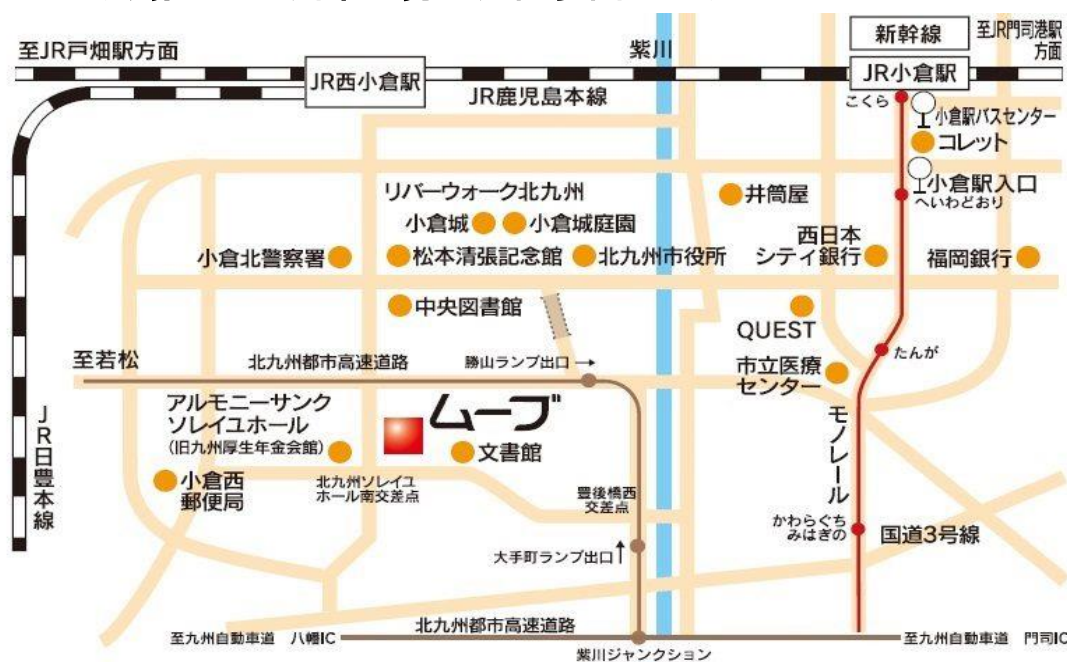 新幹線
至JR門司港駅
方面
至JR戸畑駅方面
紫川
JR西小倉駅
JR小倉駅
JR鹿児島本線
こくら
小倉駅バスセンター
コレット
小倉駅入口
へいわどおり
リバーウォーク北九州
井筒屋
小倉城
小倉城庭園
西日本
シティ銀行
小倉北警察署
松本清張記念館
北九州市役所
福岡銀行
中央図書館
QUEST
たんが
至若松
北九州都市高速道路
勝山ランプ出口→
市立医療
センター
アルモニーサンク
ソレイユホール
(旧九州厚生年金会館)
ムーブ
文書館
モノレール
JR日豊本線
小倉西
郵便局
北九州ソレイユ
ホール南交差点
豊後橋西
交差点
かわらぐち
みはぎの
国道3号線
大手町ランプ出口↑
至九州自動車道 八幡IC
北九州都市高速道路
至九州自動車道 門司IC
紫川ジャンクション